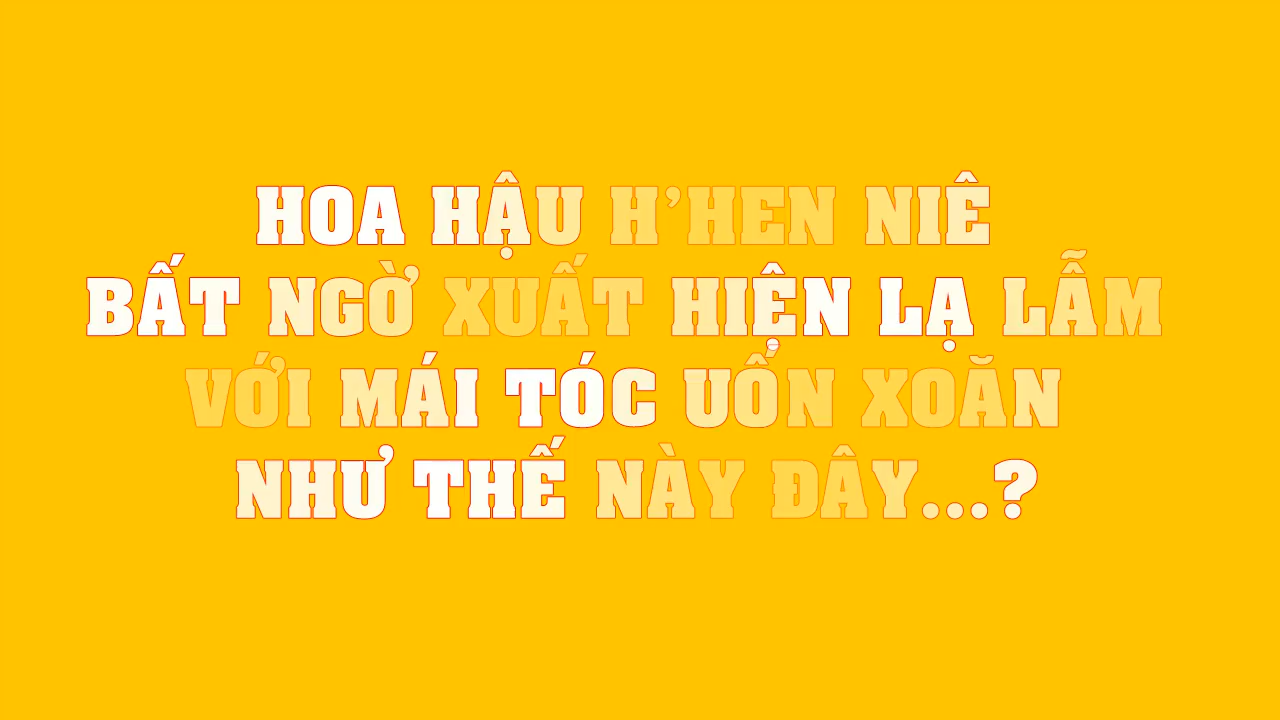 HOA HẬU H'HEN NIÊ
BẤT NGỜ XUẤT HIỆN LẠ LẪM
VỚI MÁI TÓC UỐN XOĂN
NHƯ THẾ NÀY ĐÂY...?